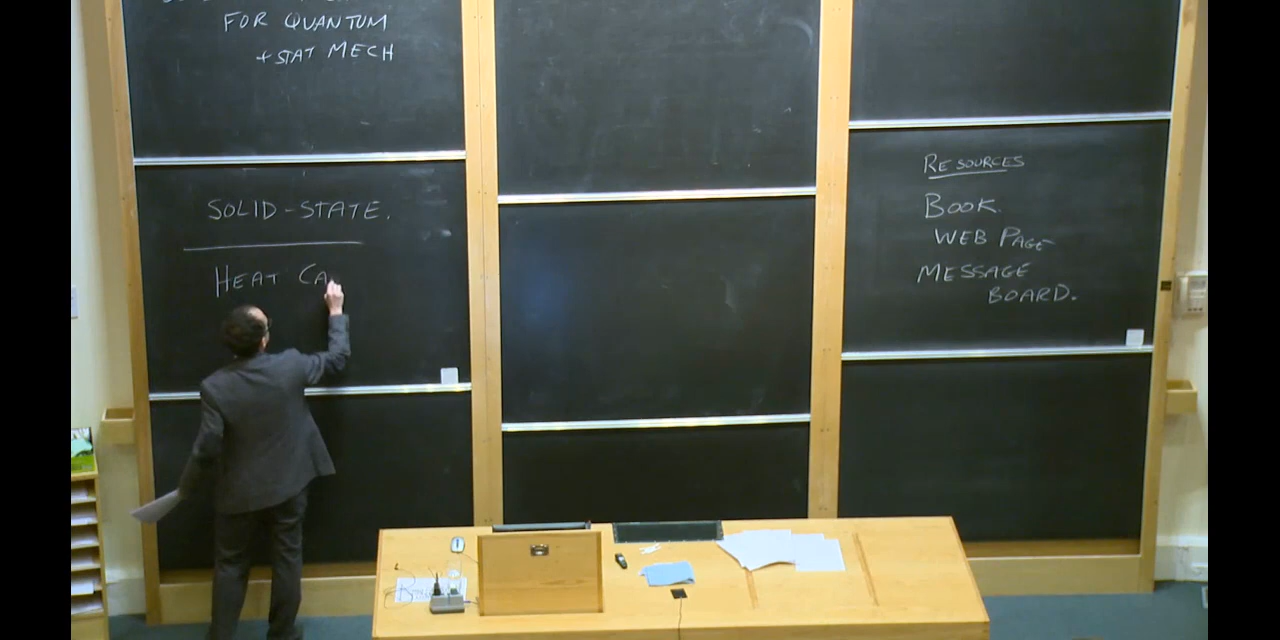 FOR QUANTUM
+ STAT MECH
SOLID-STATE.
HEAT CA
RESOURCES
BOOK.
WEB PAGE
MESSAGE
BOARD.